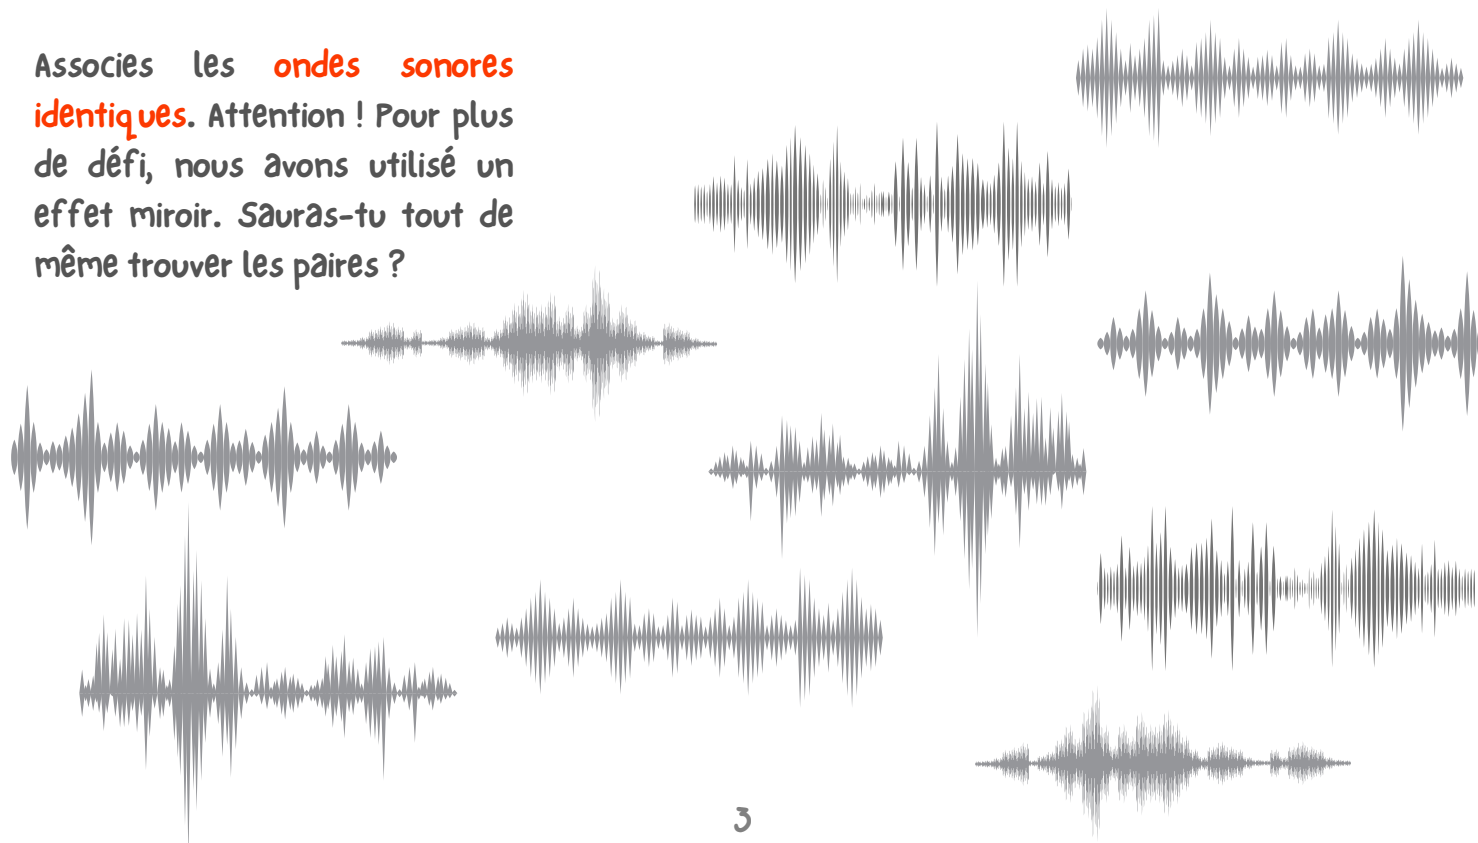 Associes les ondes sonores
identiques. Attention ! Pour plus
de défi, nous avons utilisé un
effet miroir. Sauras-tu tout de
même trouver les paires ?
3